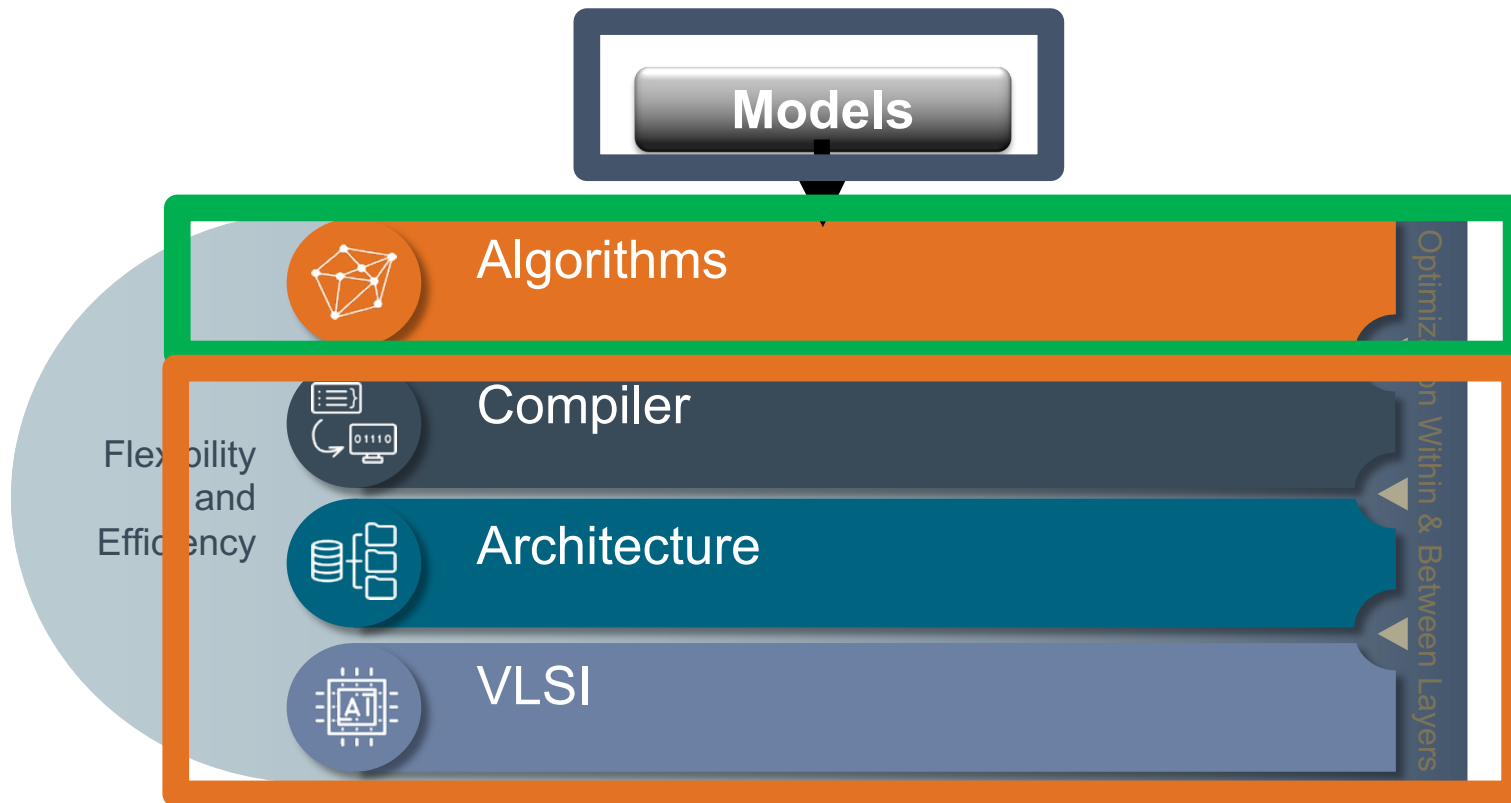 Models
Algorithms
Compiler
Architecture
VLSI
Flexibility
and
Efficiency
Optimization Within & Between Layers
01110
AI